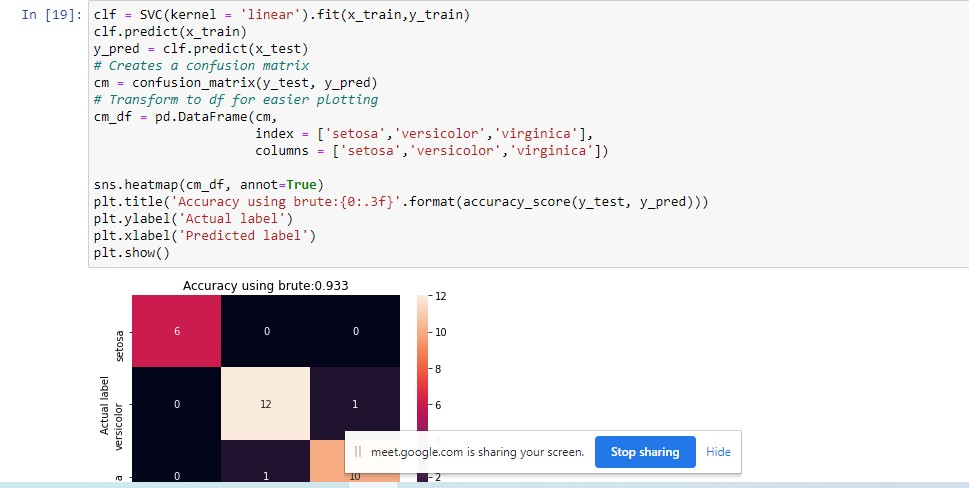 In [19]: clf = SVC(kernel = 'linear').fit(x_train,y_train)
clf.predict(x_train)
y_pred = clf.predict(x_test)
# Creates a confusion matrix
cm = confusion_matrix(y_test, y_pred)
# Transform to df for easier plotting
cm_df = pd.DataFrame(cm,
index = ['setosa','versicolor','virginica'],
columns = ['setosa','versicolor','virginica'])
sns.heatmap(cm_df, annot=True)
plt.title('Accuracy using brute:{0:.3f}'.format(accuracy_score(y_test, y_pred)))
plt.ylabel('Actual label')
plt.xlabel('Predicted label')
plt.show()
Accuracy using brute:0.933
12
10
8
6
2
setosa
6 0 0
Actual label
versicolor
0 12 1
a
0 1 10
meet.google.com is sharing your screen.
Stop sharing
Hide